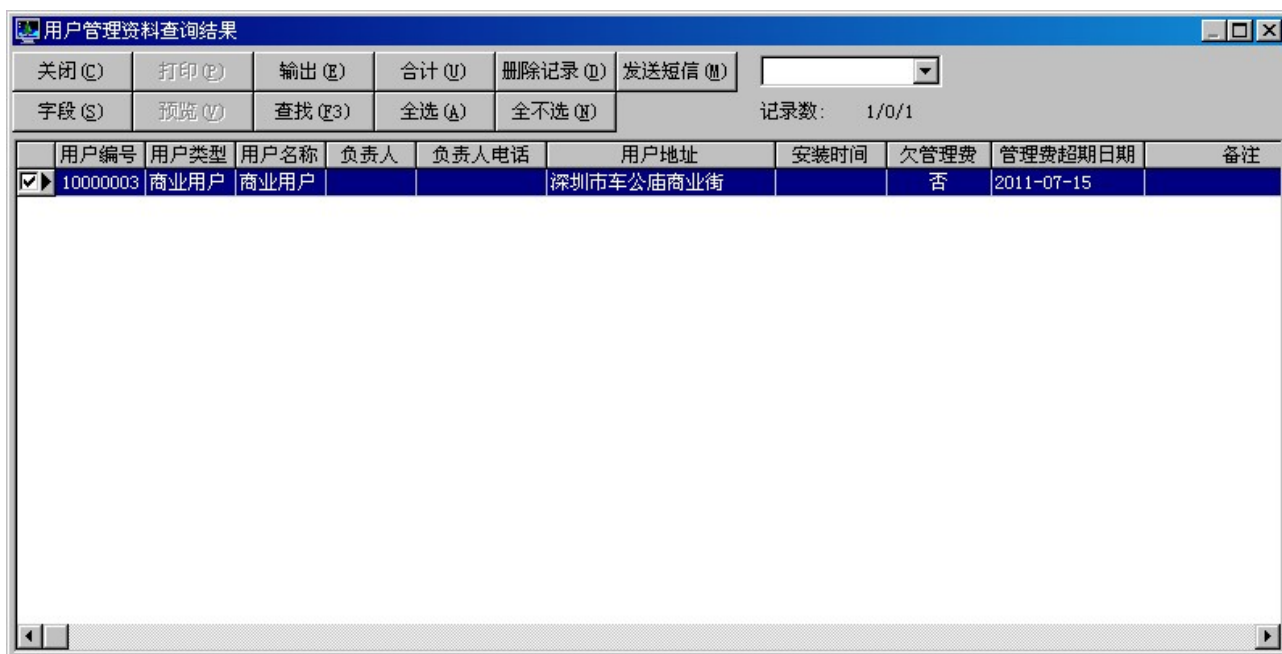 用户管理资料查询结果
关闭(C) 打印(P) 输出(E) 合计(U) 删除记录(D) 发送短信(M)
字段(S) 预览(V) 查找(F3) 全选(A) 全不选(N) 记录数: 1/0/1
用户编号 用户类型 用户名称 负责人 负责人电话 用户地址 安装时间 欠管理费 管理费超期日期 备注
10000003 商业用户 商业用户 深圳市车公庙商业街 否 2011-07-15